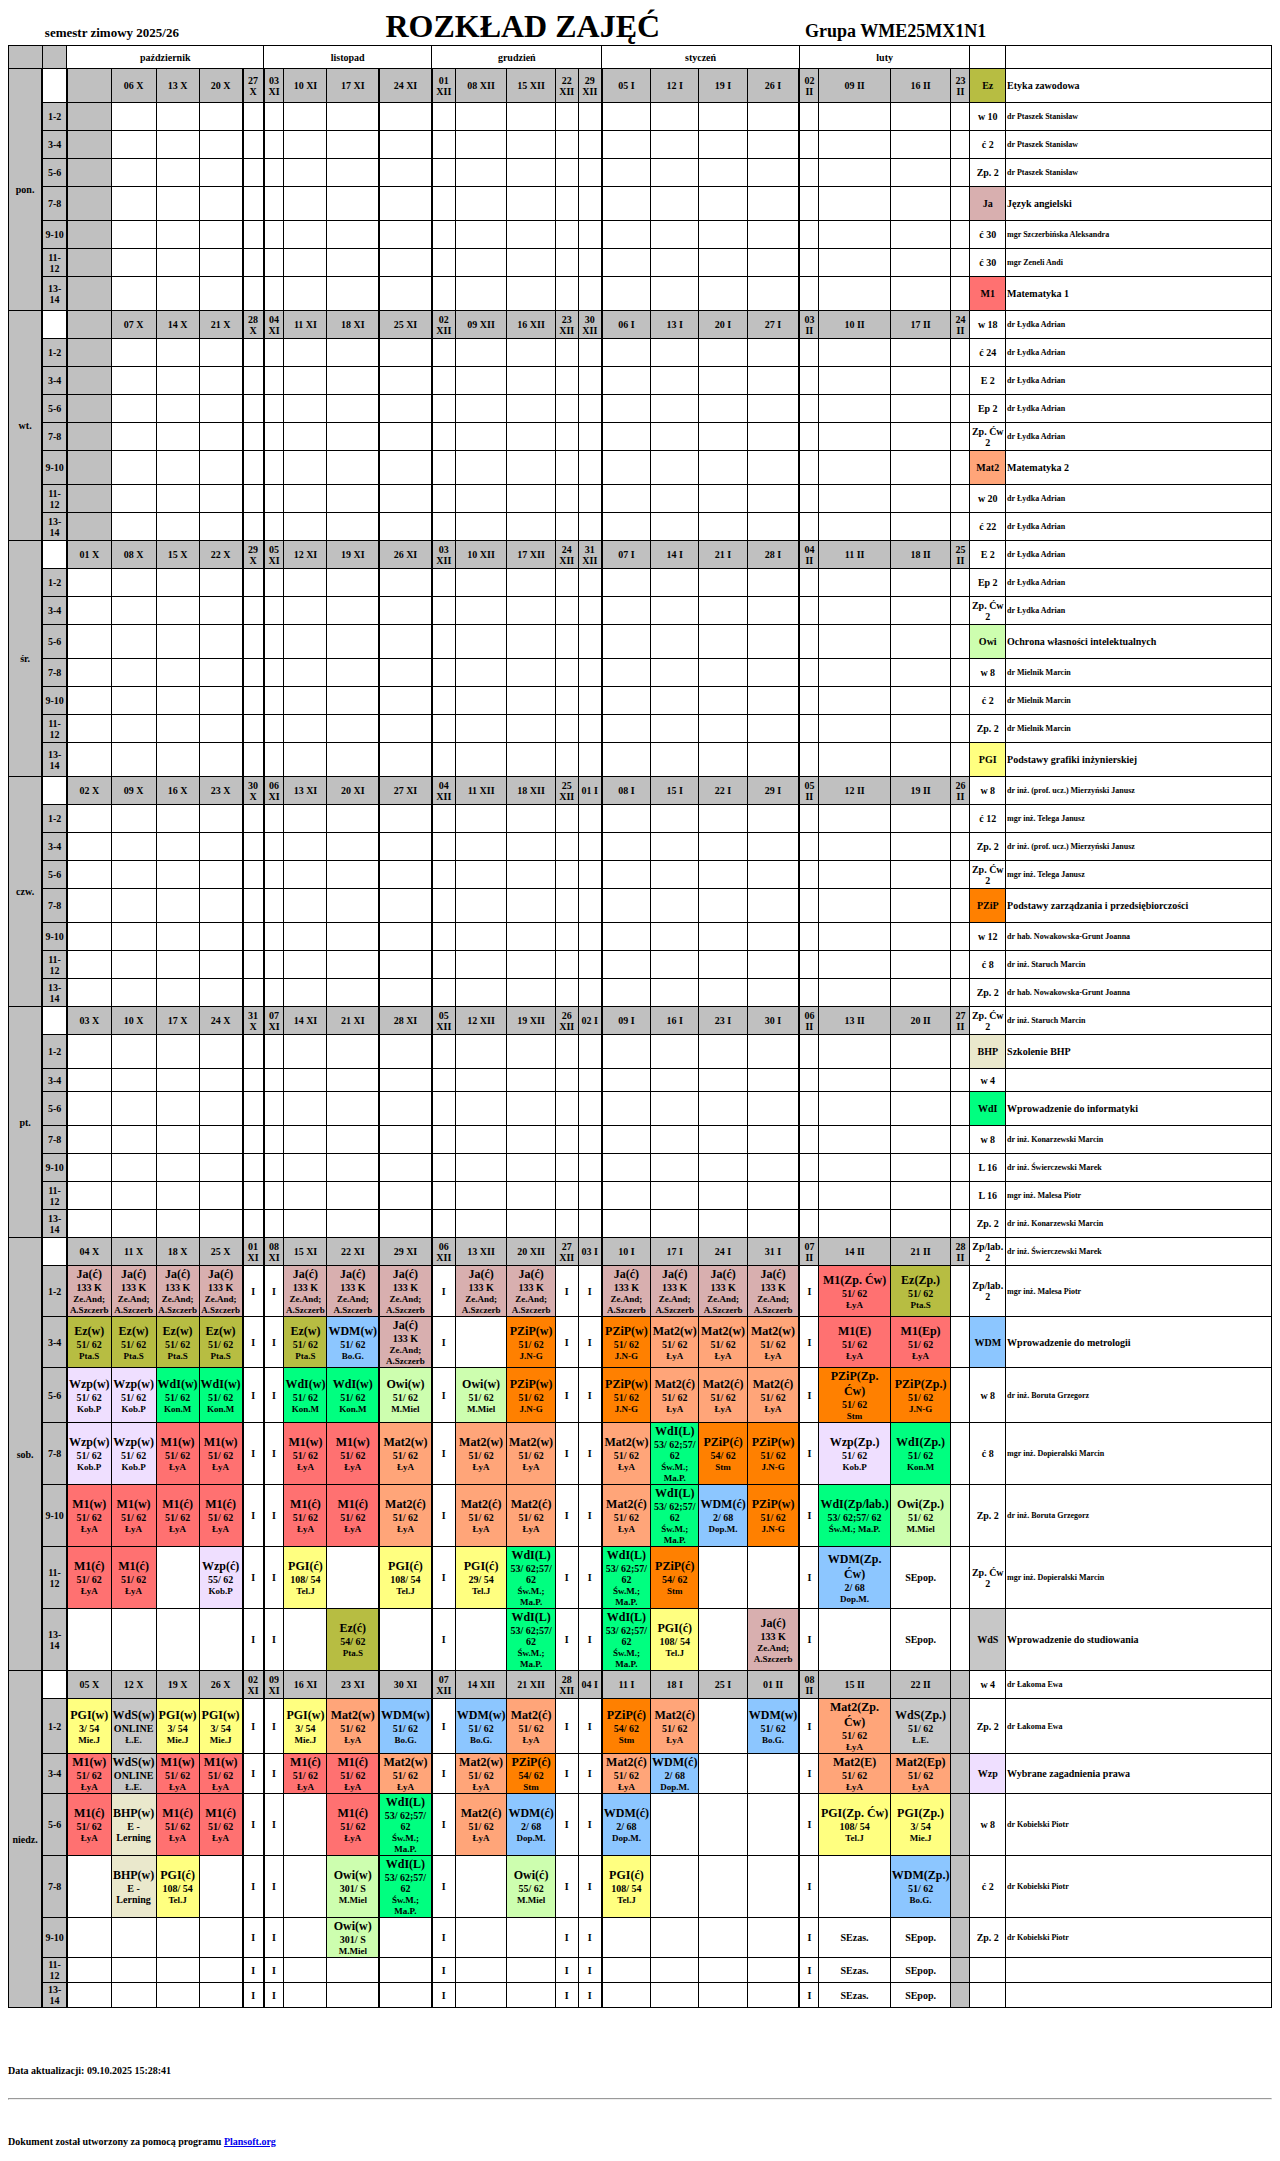 semestr zimowy 2025/26 ROZKŁAD ZAJĘĆ Grupa WME25MX1N1
październik listopad grudzień styczeń luty
pon. 06 X 13 X 20 X 27 X 03 XI 10 XI 17 XI 24 XI 01 XII 08 XII 15 XII 22 XII 29 XII 05 I 12 I 19 I 26 I 02 II 09 II 16 II 23 II Ez Etyka zawodowa
1-2 w 10 dr Ptaszek Stanisław
3-4 ć 2 dr Ptaszek Stanisław
5-6 Zp. 2 dr Ptaszek Stanisław
7-8 Ja Język angielski
9-10 ć 30 mgr Szczerbińska Aleksandra
11-12 ć 30 mgr Zeneli Andi
13-14 M1 Matematyka 1
wt. 07 X 14 X 21 X 28 X 04 XI 11 XI 18 XI 25 XI 02 XII 09 XII 16 XII 23 XII 30 XII 06 I 13 I 20 I 27 I 03 II 10 II 17 II 24 II w 18 dr Łydka Adrian
1-2 ć 24 dr Łydka Adrian
3-4 E 2 dr Łydka Adrian
5-6 Ep 2 dr Łydka Adrian
7-8 Zp. Ćw 2 dr Łydka Adrian
9-10 Mat2 Matematyka 2
11-12 w 20 dr Łydka Adrian
13-14 ć 22 dr Łydka Adrian
śr. 01 X 08 X 15 X 22 X 29 X 05 XI 12 XI 19 XI 26 XI 03 XII 10 XII 17 XII 24 XII 31 XII 07 I 14 I 21 I 28 I 04 II 11 II 18 II 25 II E 2 dr Łydka Adrian
1-2 Ep 2 dr Łydka Adrian
3-4 Zp. Ćw 2 dr Łydka Adrian
5-6 Owi Ochrona własności intelektualnych
7-8 w 8 dr Mielnik Marcin
9-10 ć 2 dr Mielnik Marcin
11-12 Zp. 2 dr Mielnik Marcin
13-14 PGI Podstawy grafiki inżynierskiej
czw. 02 X 09 X 16 X 23 X 30 X 06 XI 13 XI 20 XI 27 XI 04 XII 11 XII 18 XII 25 XII 01 I 08 I 15 I 22 I 29 I 05 II 12 II 19 II 26 II w 8 dr inż. (prof. ucz.) Mierzyński Janusz
1-2 ć 12 mgr inż. Telega Janusz
3-4 Zp. 2 dr inż. (prof. ucz.) Mierzyński Janusz
5-6 Zp. Ćw 2 mgr inż. Telega Janusz
7-8 PZiP Podstawy zarządzania i przedsiębiorczości
9-10 w 12 dr hab. Nowakowska-Grunt Joanna
11-12 ć 8 dr inż. Staruch Marcin
13-14 Zp. 2 dr hab. Nowakowska-Grunt Joanna
pt. 03 X 10 X 17 X 24 X 31 X 07 XI 14 XI 21 XI 28 XI 05 XII 12 XII 19 XII 26 XII 02 I 09 I 16 I 23 I 30 I 06 II 13 II 20 II 27 II Zp. Ćw 2 dr inż. Staruch Marcin
1-2 BHP Szkolenie BHP
3-4 w 4
5-6 WdI Wprowadzenie do informatyki
7-8 w 8 dr inż. Konarzewski Marcin
9-10 L 16 dr inż. Świerczewski Marek
11-12 L 16 mgr inż. Malesa Piotr
13-14 Zp. 2 dr inż. Konarzewski Marcin
sob. 04 X 11 X 18 X 25 X 01 XI 08 XI 15 XI 22 XI 29 XI 06 XII 13 XII 20 XII 27 XII 03 I 10 I 17 I 24 I 31 I 07 II 14 II 21 II 28 II Zp/lab. 2 dr inż. Świerczewski Marek
1-2 Ja(ć) Ja(ć) Ja(ć) Ja(ć) I I Ja(ć) Ja(ć) Ja(ć) I Ja(ć) Ja(ć) I I Ja(ć) Ja(ć) Ja(ć) Ja(ć) I M1(Zp. Ćw) Ez(Zp.) Zp/lab. 2 mgr inż. Malesa Piotr
133 K 133 K 133 K 133 K 133 K 133 K 133 K 133 K 133 K 133 K 133 K 133 K 133 K 51/ 62 51/ 62
Ze.And; Ze.And; Ze.And; Ze.And; Ze.And; Ze.And; Ze.And; Ze.And; Ze.And; Ze.And; Ze.And; Ze.And; Ze.And; ŁyA Pta.S
A.Szczerb A.Szczerb A.Szczerb A.Szczerb A.Szczerb A.Szczerb A.Szczerb A.Szczerb A.Szczerb A.Szczerb A.Szczerb A.Szczerb A.Szczerb
3-4 Ez(w) Ez(w) Ez(w) Ez(w) I I Ez(w) WDM(w) Ja(ć) I PZiP(w) I I PZiP(w) Mat2(w) Mat2(w) Mat2(w) I M1(E) M1(Ep) WDM Wprowadzenie do metrologii
51/ 62 51/ 62 51/ 62 51/ 62 51/ 62 51/ 62 133 K 51/ 62 51/ 62 51/ 62 51/ 62 51/ 62 51/ 62 51/ 62
Pta.S Pta.S Pta.S Pta.S Pta.S Bo.G. Ze.And; A.Szczerb J.N-G J.N-G ŁyA ŁyA ŁyA ŁyA ŁyA
5-6 Wzp(w) Wzp(w) WdI(w) WdI(w) I I WdI(w) WdI(w) Owi(w) I Owi(w) PZiP(w) I I PZiP(w) Mat2(ć) Mat2(ć) Mat2(ć) I PZiP(Zp. Ćw) PZiP(Zp.) w 8 dr inż. Boruta Grzegorz
51/ 62 51/ 62 51/ 62 51/ 62 51/ 62 51/ 62 51/ 62 51/ 62 51/ 62 51/ 62 51/ 62 51/ 62 51/ 62 51/ 62 51/ 62
Kob.P Kob.P Kon.M Kon.M Kon.M Kon.M M.Miel M.Miel J.N-G J.N-G ŁyA ŁyA ŁyA Stm J.N-G
7-8 Wzp(w) Wzp(w) M1(w) M1(w) I I M1(w) M1(w) Mat2(w) I Mat2(w) Mat2(w) I I Mat2(w) WdI(L) PZiP(ć) PZiP(w) I Wzp(Zp.) WdI(Zp.) ć 8 mgr inż. Dopieralski Marcin
51/ 62 51/ 62 51/ 62 51/ 62 51/ 62 51/ 62 51/ 62 51/ 62 51/ 62 51/ 62 53/ 62;57/ 62 54/ 62 51/ 62 51/ 62 51/ 62
Kob.P Kob.P ŁyA ŁyA ŁyA ŁyA ŁyA ŁyA ŁyA ŁyA Św.M.; Ma.P. Stm J.N-G Kob.P Kon.M
9-10 M1(w) M1(w) M1(ć) M1(ć) I I M1(ć) M1(ć) Mat2(ć) I Mat2(ć) Mat2(ć) I I Mat2(ć) WdI(L) WDM(ć) PZiP(w) I WdI(Zp/lab.) Owi(Zp.) Zp. 2 dr inż. Boruta Grzegorz
51/ 62 51/ 62 51/ 62 51/ 62 51/ 62 51/ 62 51/ 62 51/ 62 51/ 62 51/ 62 53/ 62;57/ 62 2/ 68 51/ 62 53/ 62;57/ 62 51/ 62
ŁyA ŁyA ŁyA ŁyA ŁyA ŁyA ŁyA ŁyA ŁyA ŁyA Św.M.; Ma.P. Dop.M. J.N-G Św.M.; Ma.P. M.Miel
11-12 M1(ć) M1(ć) Wzp(ć) I I PGI(ć) PGI(ć) I PGI(ć) WdI(L) I I WdI(L) PZiP(ć) I WDM(Zp. Ćw) SEpop. Zp. Ćw 2 mgr inż. Dopieralski Marcin
51/ 62 51/ 62 55/ 62 108/ 54 108/ 54 29/ 54 53/ 62;57/ 62 53/ 62;57/ 62 54/ 62 2/ 68
ŁyA ŁyA Kob.P Tel.J Tel.J Tel.J Św.M.; Ma.P. Św.M.; Ma.P. Stm Dop.M.
13-14 I I Ez(ć) I WdI(L) I I WdI(L) PGI(ć) Ja(ć) I SEpop. WdS Wprowadzenie do studiowania
54/ 62 53/ 62;57/ 62 53/ 62;57/ 62 108/ 54 133 K
Pta.S Św.M.; Ma.P. Św.M.; Ma.P. Tel.J Ze.And; A.Szczerb
niedz. 05 X 12 X 19 X 26 X 02 XI 09 XI 16 XI 23 XI 30 XI 07 XII 14 XII 21 XII 28 XII 04 I 11 I 18 I 25 I 01 II 08 II 15 II 22 II w 4 dr Łakoma Ewa
1-2 PGI(w) WdS(w) PGI(w) PGI(w) I I PGI(w) Mat2(w) WDM(w) I WDM(w) Mat2(ć) I I PZiP(ć) Mat2(ć) WDM(w) I Mat2(Zp. Ćw) WdS(Zp.) Zp. 2 dr Łakoma Ewa
3/ 54 ONLINE 3/ 54 3/ 54 3/ 54 51/ 62 51/ 62 51/ 62 51/ 62 54/ 62 51/ 62 51/ 62 51/ 62 51/ 62
Mie.J Ł.E. Mie.J Mie.J Mie.J ŁyA Bo.G. Bo.G. ŁyA Stm ŁyA Bo.G. ŁyA Ł.E.
3-4 M1(w) WdS(w) M1(w) M1(w) I I M1(ć) M1(ć) Mat2(w) I Mat2(w) PZiP(ć) I I Mat2(ć) WDM(ć) I Mat2(E) Mat2(Ep) Wzp Wybrane zagadnienia prawa
51/ 62 ONLINE 51/ 62 51/ 62 51/ 62 51/ 62 51/ 62 51/ 62 54/ 62 51/ 62 2/ 68 51/ 62 51/ 62
ŁyA Ł.E. ŁyA ŁyA ŁyA ŁyA ŁyA ŁyA Stm ŁyA Dop.M. ŁyA ŁyA
5-6 M1(ć) BHP(w) M1(ć) M1(ć) I I M1(ć) WdI(L) I Mat2(ć) WDM(ć) I I WDM(ć) I PGI(Zp. Ćw) PGI(Zp.) w 8 dr Kobielski Piotr
51/ 62 E - Lerning 51/ 62 51/ 62 51/ 62 53/ 62;57/ 62 51/ 62 2/ 68 2/ 68 108/ 54 3/ 54
ŁyA ŁyA ŁyA ŁyA Św.M.; Ma.P. ŁyA Dop.M. Dop.M. Tel.J Mie.J
7-8 BHP(w) PGI(ć) I I Owi(w) WdI(L) I Owi(ć) I I PGI(ć) I WDM(Zp.) ć 2 dr Kobielski Piotr
E - Lerning 108/ 54 301/ S 53/ 62;57/ 62 55/ 62 108/ 54 51/ 62
Tel.J M.Miel Św.M.; Ma.P. M.Miel Tel.J Bo.G.
9-10 I I Owi(w) I I I I SEzas. SEpop. Zp. 2 dr Kobielski Piotr
301/ S
M.Miel
11-12 I I I I I I SEzas. SEpop.
13-14 I I I I I I SEzas. SEpop.
Data aktualizacji: 09.10.2025 15:28:41
Dokument został utworzony za pomocą programu Plansoft.org